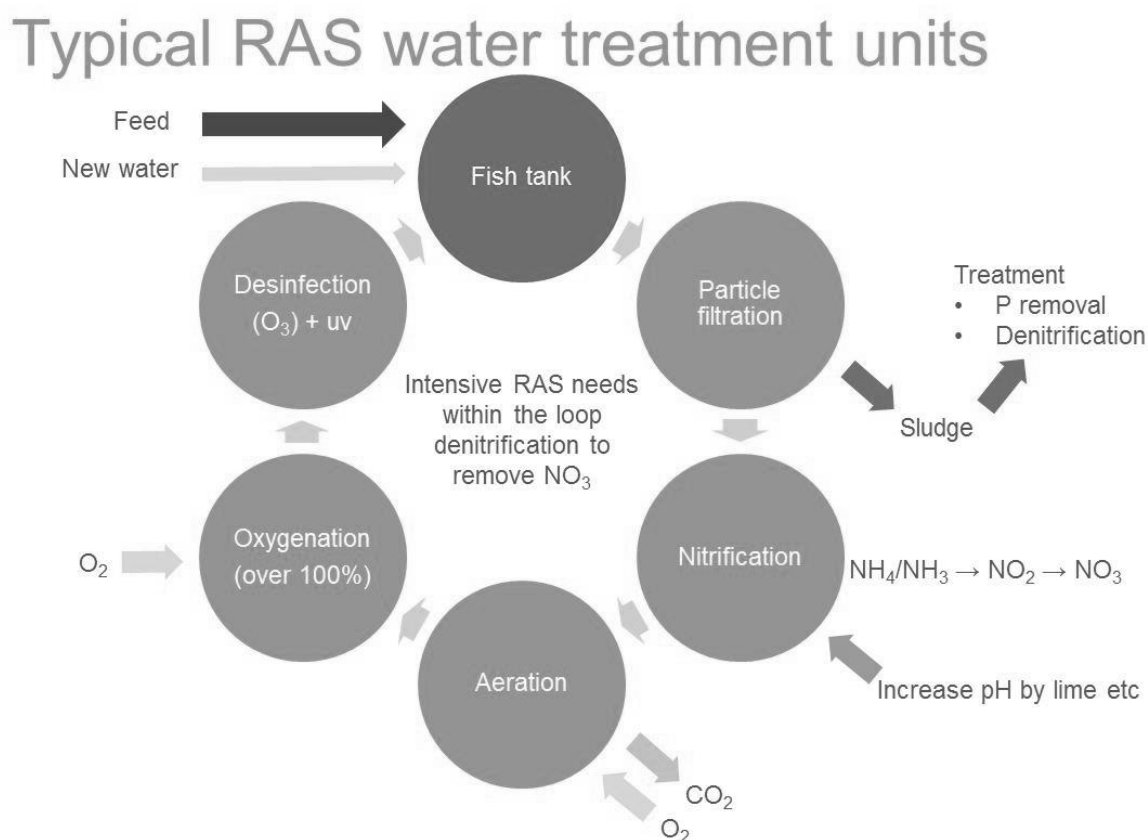 Typical RAS water treatment units
Feed
New water
Fish tank
Desinfection
(O₃) + uv
Particle
filtration
Treatment
• P removal
• Denitrification
Sludge
Intensive RAS needs
within the loop
denitrification to
remove NO₃
Oxygenation
(over 100%)
O₂
Nitrification
NH₄/NH₃ → NO₂ → NO₃
Increase pH by lime etc
Aeration
CO₂
O₂